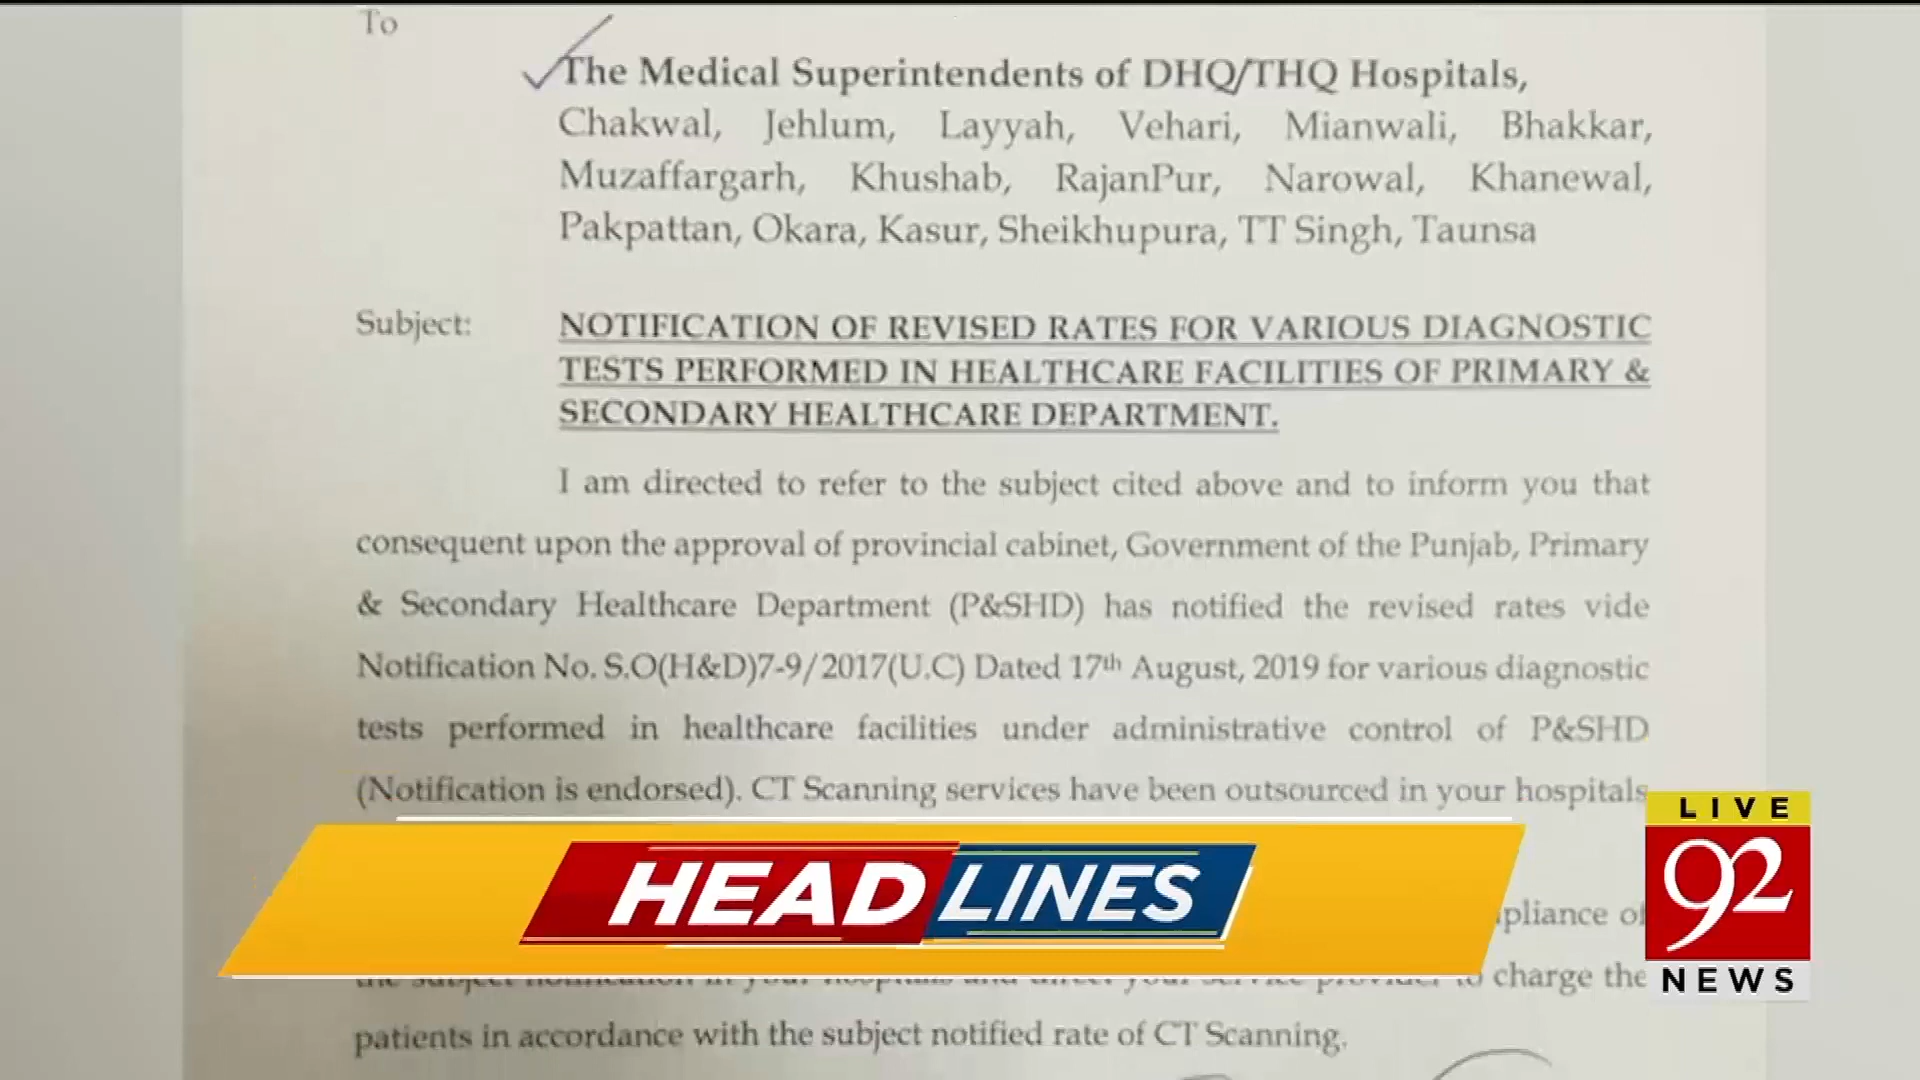 To
The Medical Superintendents of DHQ/THQ Hospitals,
Chakwal, Jehlum, Layyah, Vehari, Mianwali, Bhakkar,
Muzaffargarh, Khushab, RajanPur, Narowal, Khanewal,
Pakpattan, Okara, Kasur, Sheikhupura, TT Singh, Taunsa
Subject: NOTIFICATION OF REVISED RATES FOR VARIOUS DIAGNOSTIC
TESTS PERFORMED IN HEALTHCARE FACILITIES OF PRIMARY &
SECONDARY HEALTHCARE DEPARTMENT.
I am directed to refer to the subject cited above and to inform you that
consequent upon the approval of provincial cabinet, Government of the Punjab, Primary
& Secondary Healthcare Department (P&SHD) has notified the revised rates vide
Notification No. S.O(H&D)7-9/2017(U.C) Dated 17th August, 2019 for various diagnostic
tests performed in healthcare facilities under administrative control of P&SHD
(Notification is endorsed). CT Scanning services have been outsourced in your hospitals
LIVE
92
NEWS
HEADLINES
of
charge the
patients in accordance with the subject notified rate of CT Scanning.